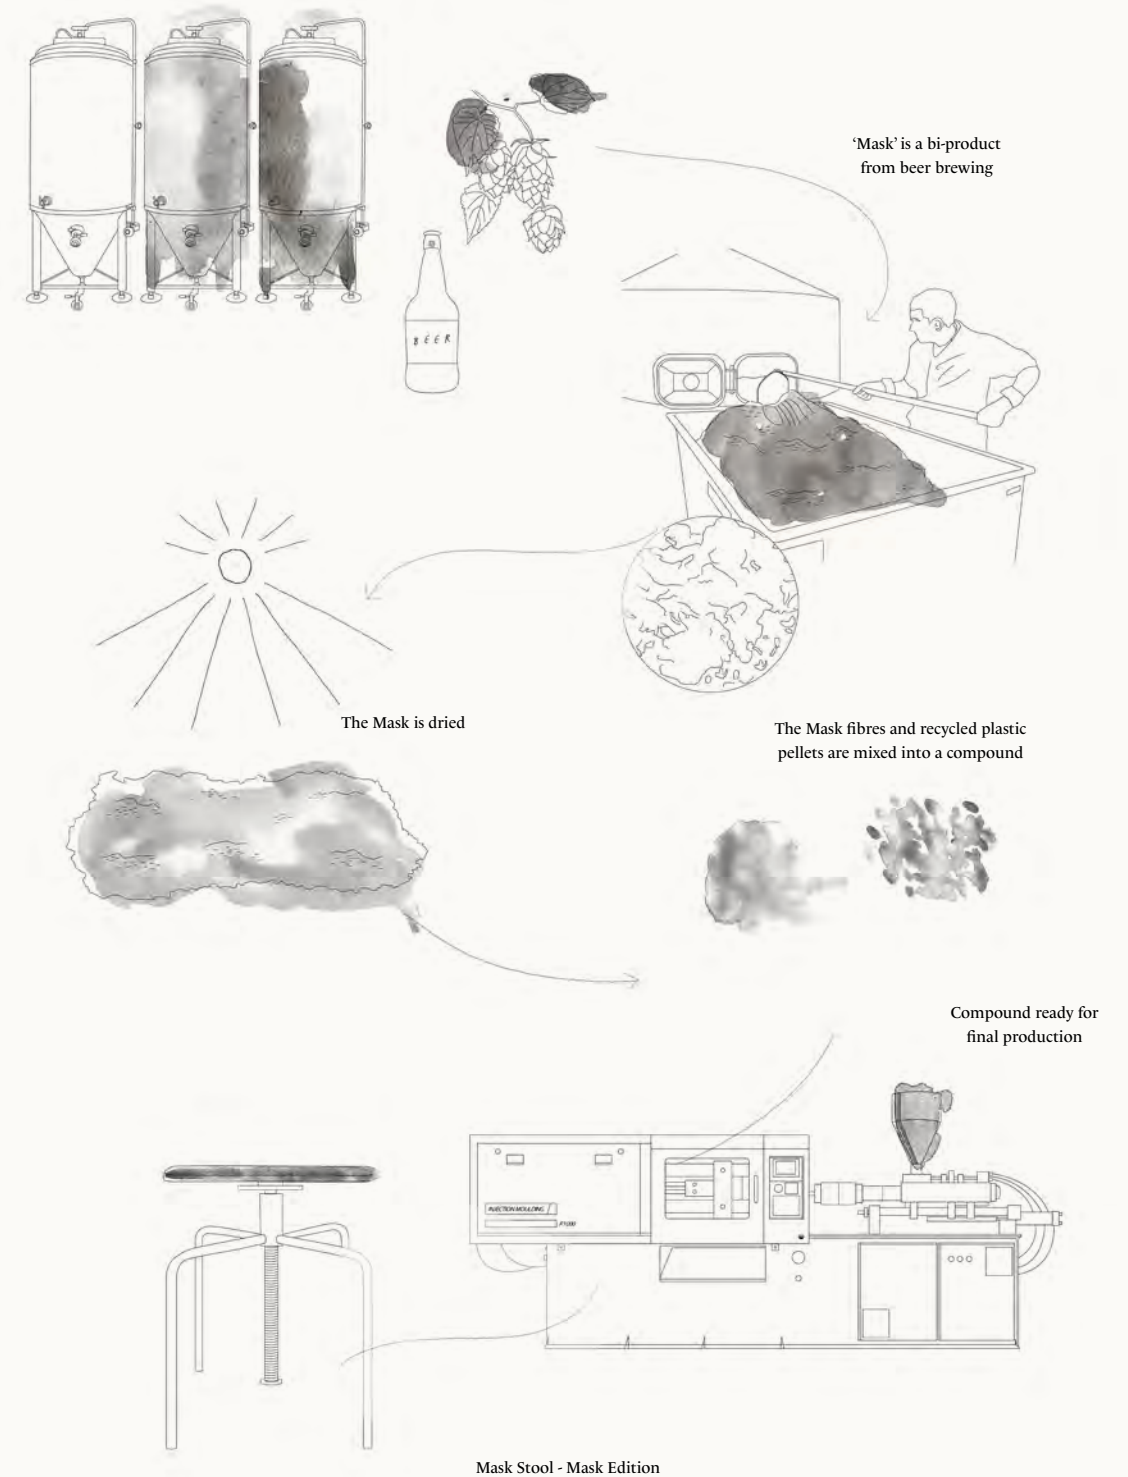 ‘Mask’ is a bi-product
from beer brewing
BEER
The Mask is dried
The Mask fibres and recycled plastic
pellets are mixed into a compound
Compound ready for
final production
INJECTION MOULDING
Mask Stool - Mask Edition